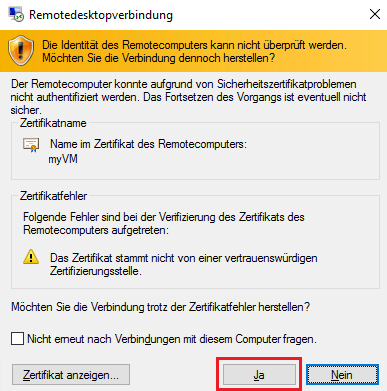 Remotedesktopverbindung
Die Identität des Remotecomputers kann nicht überprüft werden.
Möchten Sie die Verbindung dennoch herstellen?
Der Remotecomputer konnte aufgrund von Sicherheitszertifikatproblemen
nicht authentifiziert werden. Das Fortsetzen des Vorgangs ist eventuell nicht
sicher.
Zertifikatname
Name im Zertifikat des Remotecomputers:
myVM
Zertifikatfehler
Folgende Fehler sind bei der Verifizierung des Zertifikats des
Remotecomputers aufgetreten:
Das Zertifikat stammt nicht von einer vertrauenswürdigen
Zertifizierungsstelle.
Möchten Sie die Verbindung trotz der Zertifikatfehler herstellen?
Nicht erneut nach Verbindungen mit diesem Computer fragen.
Zertifikat anzeigen... Ja Nein